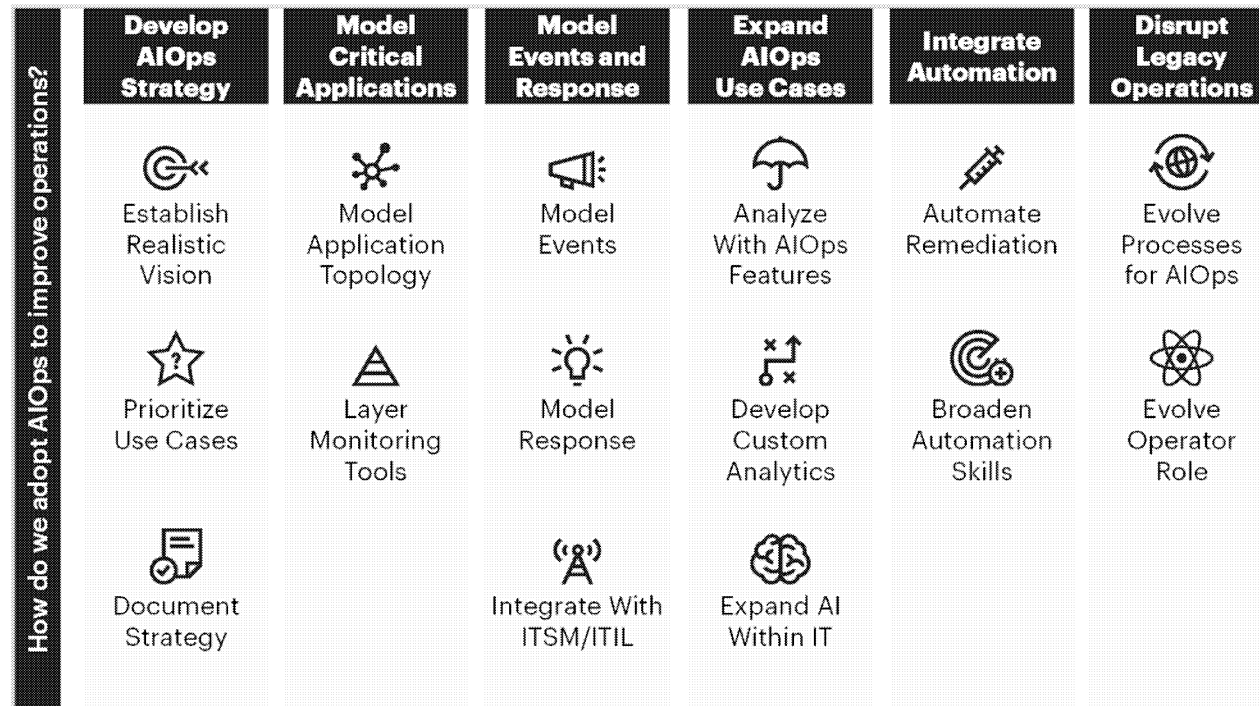 How do we adopt AIOps to improve operations?
Develop
AIOps
Strategy
Establish
Realistic
Vision
?
Prioritize
Use Cases
Document
Strategy
Model
Critical
Applications
Model
Application
Topology
Layer
Monitoring
Tools
Model
Events and
Response
Model
Events
Model
Response
Integrate With
ITSM/ITIL
Expand
AIOps
Use Cases
Analyze
With AIOps
Features
Develop
Custom
Analytics
Expand AI
Within IT
Integrate
Automation
Automate
Remediation
Broaden
Automation
Skills
Disrupt
Legacy
Operations
Evolve
Processes
for AIOps
Evolve
Operator
Role